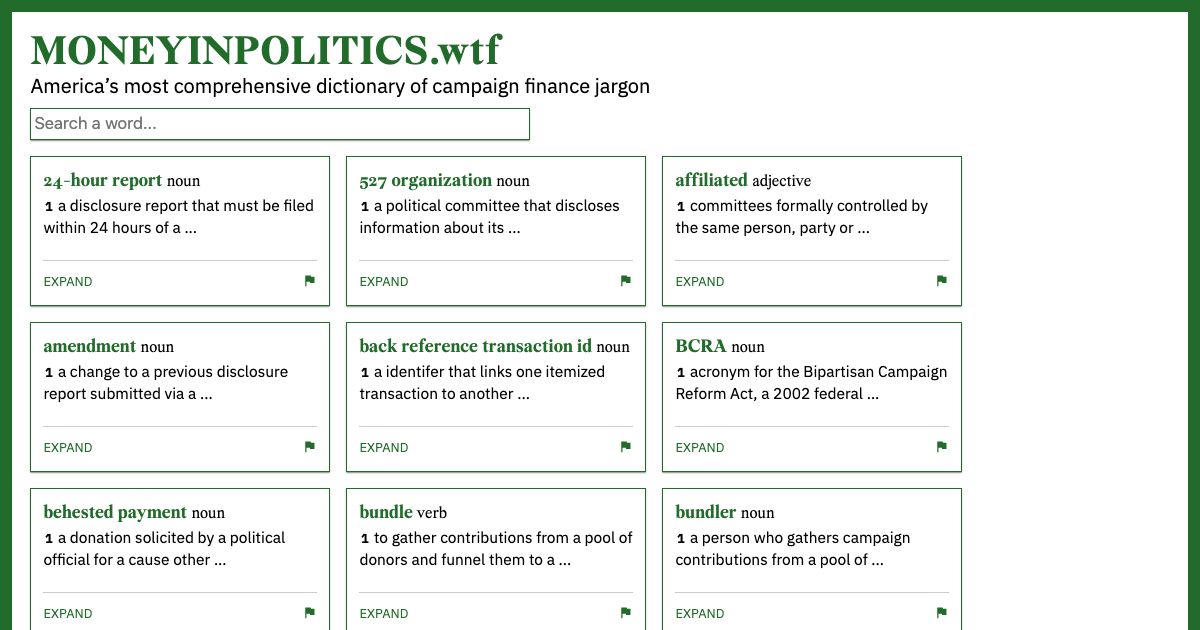 MONEYINPOLITICS.wtf
America's most comprehensive dictionary of campaign finance jargon
Search a word...
24-hour report noun
1 a disclosure report that must be filed
within 24 hours of a ...
EXPAND
527 organization noun
1 a political committee that discloses
information about its ...
EXPAND
affiliated adjective
1 committees formally controlled by
the same person, party or ...
EXPAND
amendment noun
1 a change to a previous disclosure
report submitted via a ...
EXPAND
back reference transaction id noun
1 a identifer that links one itemized
transaction to another ...
EXPAND
BCRA noun
1 acronym for the Bipartisan Campaign
Reform Act, a 2002 federal ...
EXPAND
behested payment noun
1 a donation solicited by a political
official for a cause other ...
EXPAND
bundle verb
1 to gather contributions from a pool of
donors and funnel them to a ...
EXPAND
bundler noun
1 a person who gathers campaign
contributions from a pool of ...
EXPAND